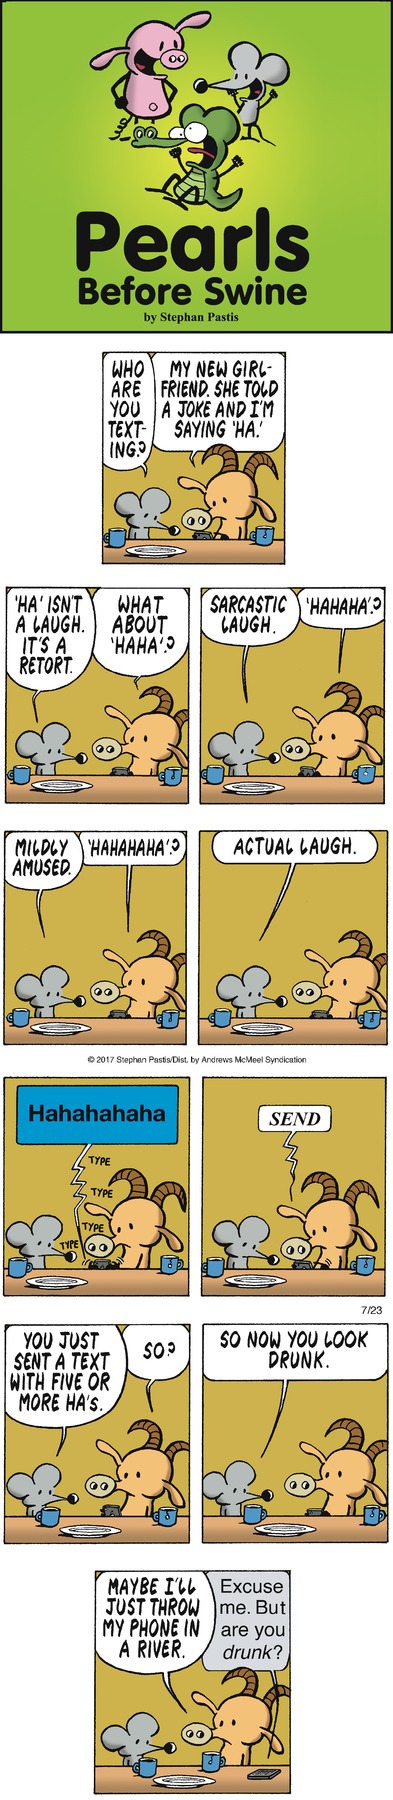 Pearls
Before Swine
by Stephan Pastis
WHO
ARE
YOU
TEXT-
ING?
MY NEW GIRL-
FRIEND. SHE TOLD
A JOKE AND I'M
SAYING 'HA.'
'HA' ISN'T
A LAUGH.
IT'S A
RETORT.
WHAT
ABOUT
'HAHA'?
SARCASTIC
LAUGH.
'HAHAHA'?
MILDLY
AMUSED.
'HAHAHAHA'?
ACTUAL LAUGH.
© 2017 Stephan Pastis/Dist. by Andrews McMeel Syndication
Hahahahaha
TYPE
TYPE
TYPE
TYPE
SEND
7/23
YOU JUST
SENT A TEXT
WITH FIVE OR
MORE HA's.
SO?
SO NOW YOU LOOK
DRUNK.
MAYBE I'LL
JUST THROW
MY PHONE IN
A RIVER.
Excuse
me. But
are you
drunk?